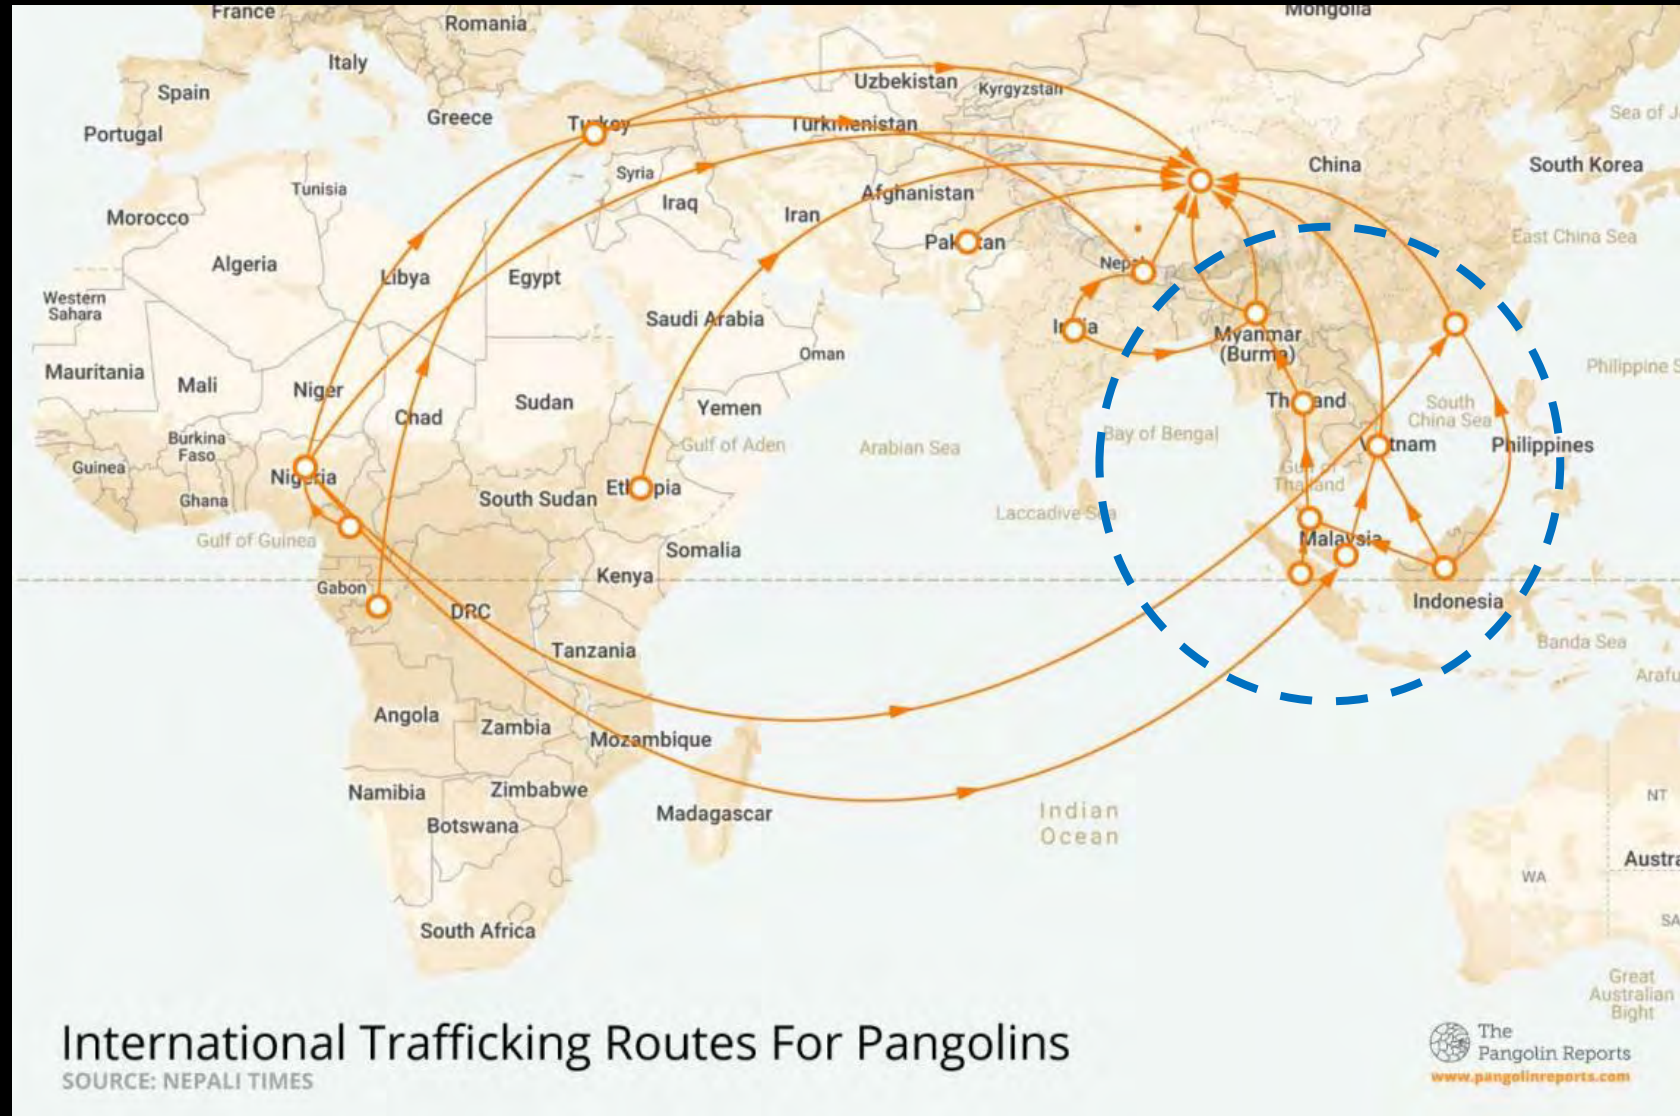 France
Romania
Mongolia
Italy
Spain
Greece
Portugal
Turkey
Uzbekistan
Kyrgyzstan
Turkmenistan
Sea of J
China
South Korea
Tunisia
Syria
Morocco
Iraq
Afghanistan
Iran
Pakistan
East China Sea
Algeria
Libya
Egypt
Nepal
Western
Sahara
Saudi Arabia
India
Myanmar
(Burma)
Oman
Mauritania
Mali
Niger
Chad
Sudan
Yemen
Thailand
Philippine S
South
China Sea
Burkina
Faso
Gulf of Aden
Arabian Sea
Bay of Bengal
Vietnam
Philippines
Guinea
Nigeria
Ghana
South Sudan
Ethiopia
Gulf of
Thailand
Laccadive Sea
Gulf of Guinea
Somalia
Malaysia
Gabon
Kenya
DRC
Indonesia
Tanzania
Banda Sea
Arafu
Angola
Zambia
Mozambique
Namibia
Zimbabwe
Madagascar
Botswana
Indian
Ocean
NT
Austra
WA
South Africa
SA
Great
Australian
Bight
International Trafficking Routes For Pangolins
SOURCE: NEPALI TIMES
The
Pangolin Reports
www.pangolinreports.com